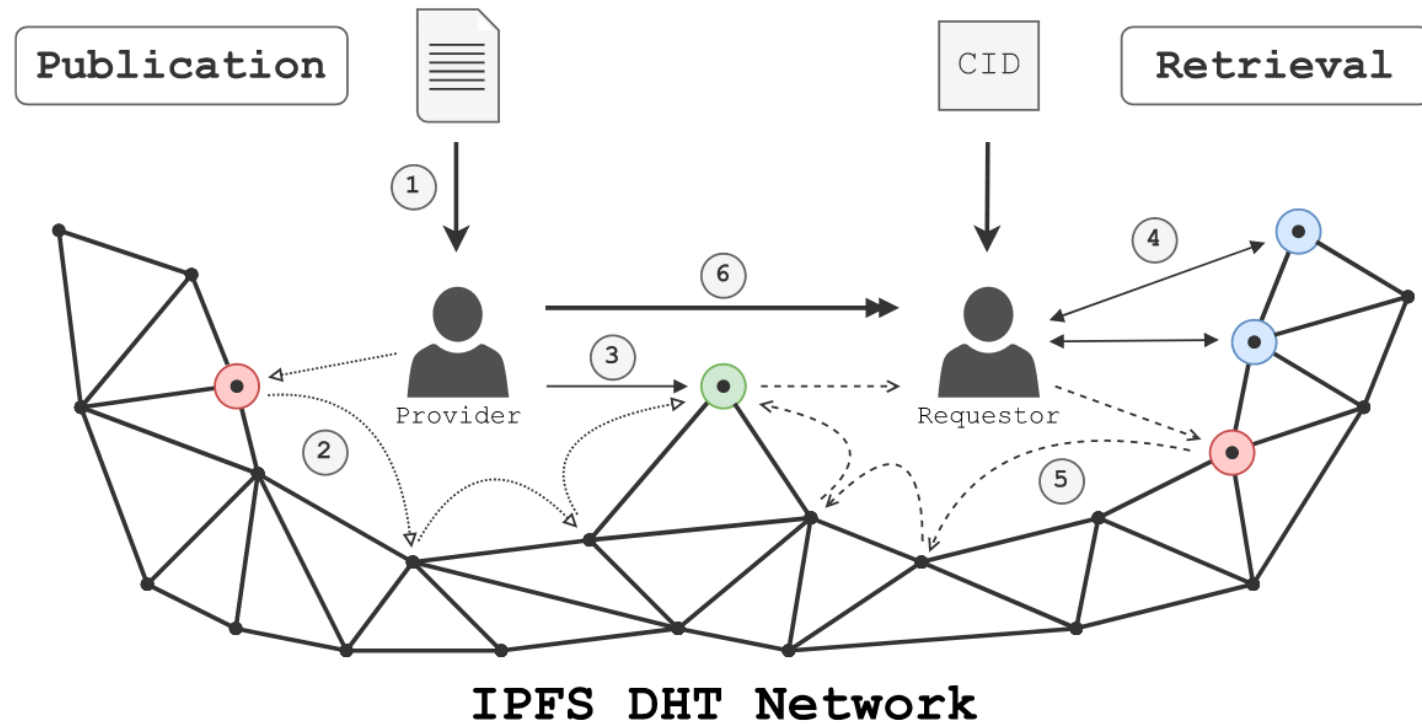 Publication
CID
Retrieval
1
6
4
3
Provider
Requestor
2
5
IPFS DHT Network